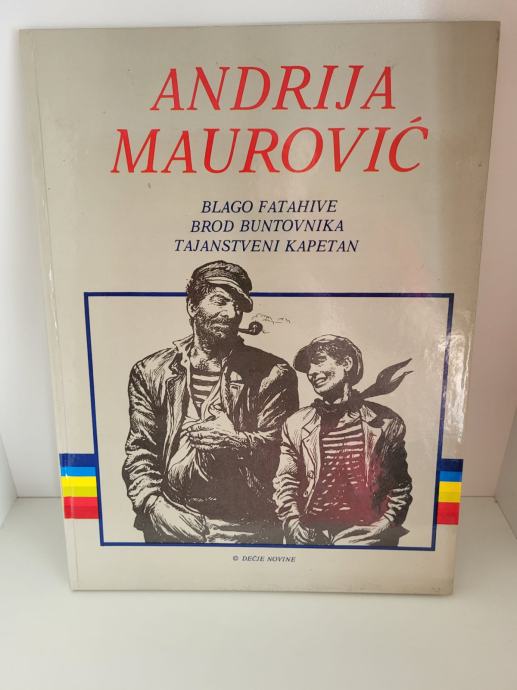 ANDRIJA
MAUROVIĆ
BLAGO FATAHIVE
BROD BUNTOVNIKA
TAJANSTVENI KAPETAN
© DEČJE NOVINE